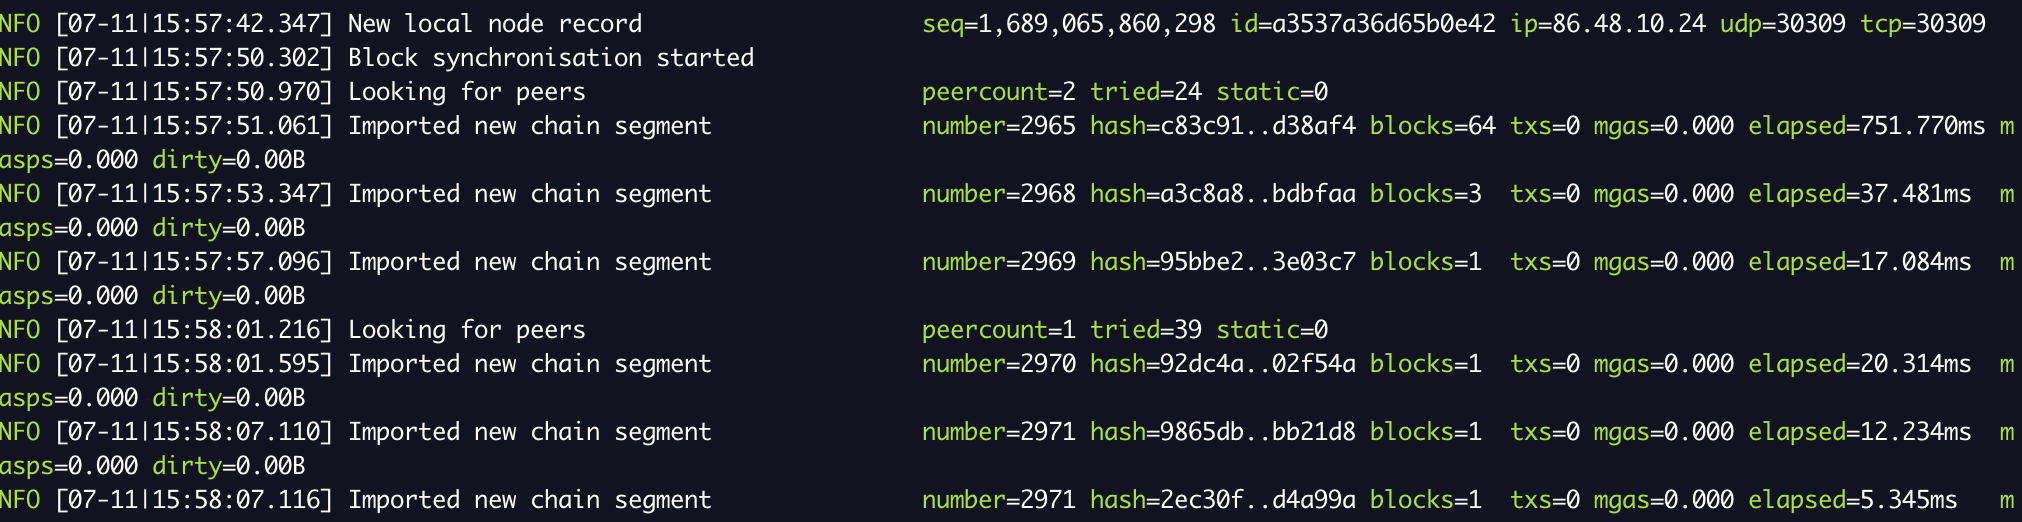 NFO [07-11|15:57:42.347] New local node record                    seq=1,689,065,860,298 id=a3537a36d65b0e42 ip=86.48.10.24 udp=30309 tcp=30309
NFO [07-11|15:57:50.302] Block synchronisation started
NFO [07-11|15:57:50.970] Looking for peers                        peercount=2 tried=24 static=0
NFO [07-11|15:57:51.061] Imported new chain segment               number=2965 hash=c83c91..d38af4 blocks=64 txs=0 mgas=0.000 elapsed=751.770ms m
asps=0.000 dirty=0.00B
NFO [07-11|15:57:53.347] Imported new chain segment               number=2968 hash=a3c8a8..bdbfaa blocks=3  txs=0 mgas=0.000 elapsed=37.481ms  m
asps=0.000 dirty=0.00B
NFO [07-11|15:57:57.096] Imported new chain segment               number=2969 hash=95bbe2..3e03c7 blocks=1  txs=0 mgas=0.000 elapsed=17.084ms  m
asps=0.000 dirty=0.00B
NFO [07-11|15:58:01.216] Looking for peers                        peercount=1 tried=39 static=0
NFO [07-11|15:58:01.595] Imported new chain segment               number=2970 hash=92dc4a..02f54a blocks=1  txs=0 mgas=0.000 elapsed=20.314ms  m
asps=0.000 dirty=0.00B
NFO [07-11|15:58:07.110] Imported new chain segment               number=2971 hash=9865db..bb21d8 blocks=1  txs=0 mgas=0.000 elapsed=12.234ms  m
asps=0.000 dirty=0.00B
NFO [07-11|15:58:07.116] Imported new chain segment               number=2971 hash=2ec30f..d4a99a blocks=1  txs=0 mgas=0.000 elapsed=5.345ms   m